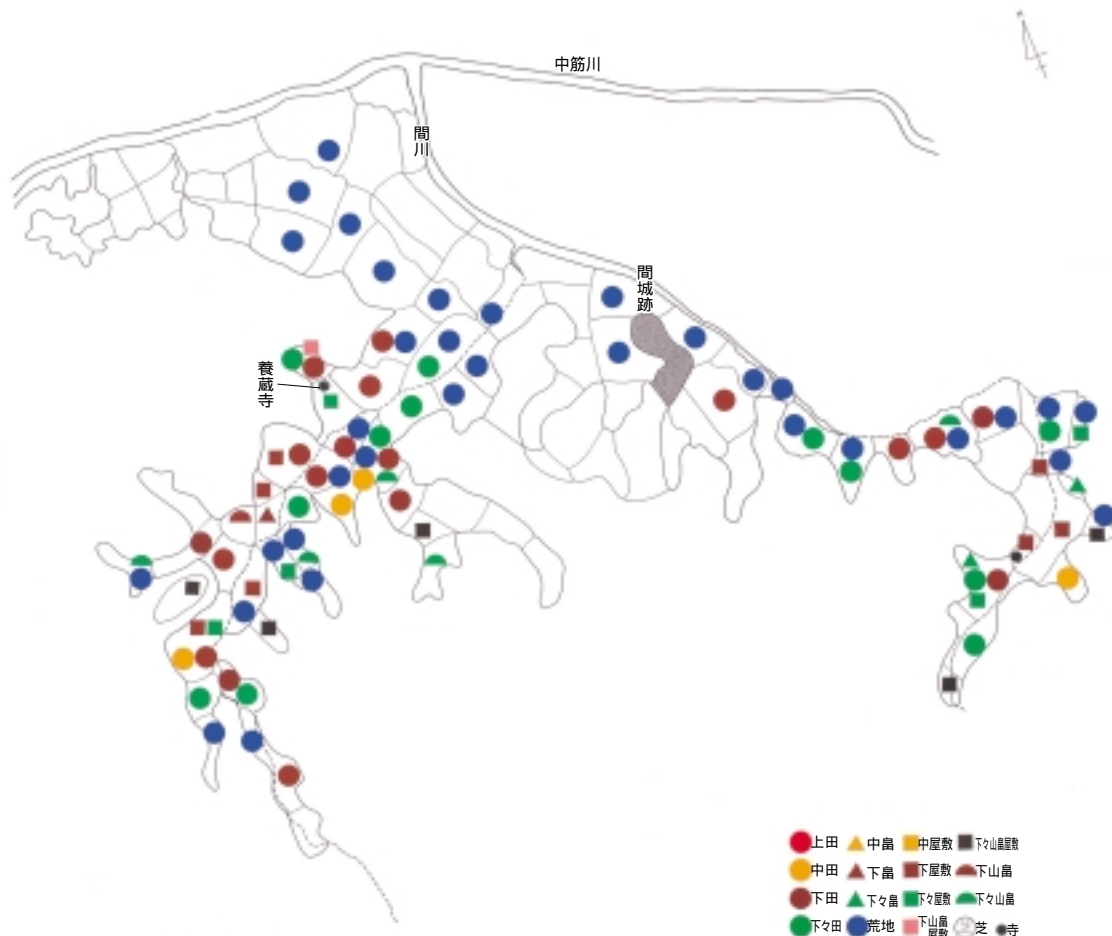 中筋川
間川
間城跡
養蔵寺
上田 中畠 中屋敷 下々山畠屋敷
中田 下畠 下屋敷 下山畠
下田 下々畠 下々屋敷 下々山畠
下々田 荒地 下山畠屋敷 芝 寺